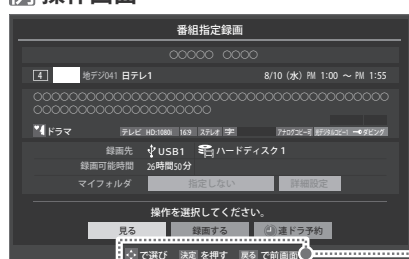 操作画面
番組指定録画
○○○○○ ○○○○
4 地デジ041 日テレ1 8/10 (水) PM 1:00 ~ PM 1:55
○○○○○○○○○○○○○○○○○○○○○○○○○○○○○○○○○○○○○○
○○○○○○○○○○○○○○○○○○○
ドラマ テレビ HD:1080i 16:9 ステレオ 字 アナログコピー可 デジタルコピー1 ダビング
録画先 USB1 ハードディスク1
録画可能時間 26時間50分
マイフォルダ 指定しない 詳細設定
操作を選択してください。
見る 録画する 連ドラ予約
で選び 決定 を押す 戻る で前画面